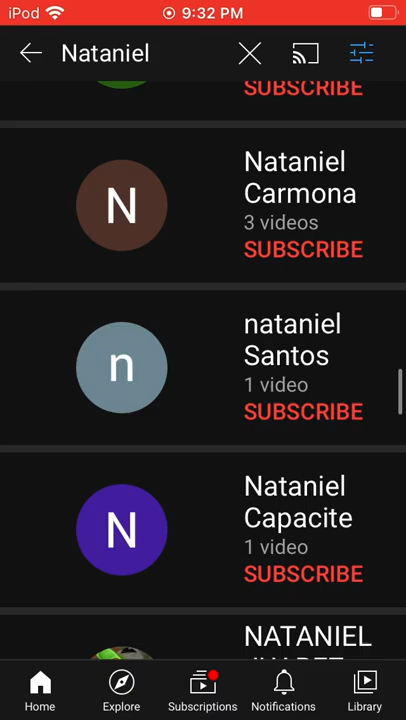 iPod 9:32 PM
Nataniel
SUBSCRIBE
N
Nataniel
Carmona
3 videos
SUBSCRIBE
n
nataniel
Santos
1 video
SUBSCRIBE
N
Nataniel
Capacite
1 video
SUBSCRIBE
NATANIEL
Home Explore Subscriptions Notifications Library